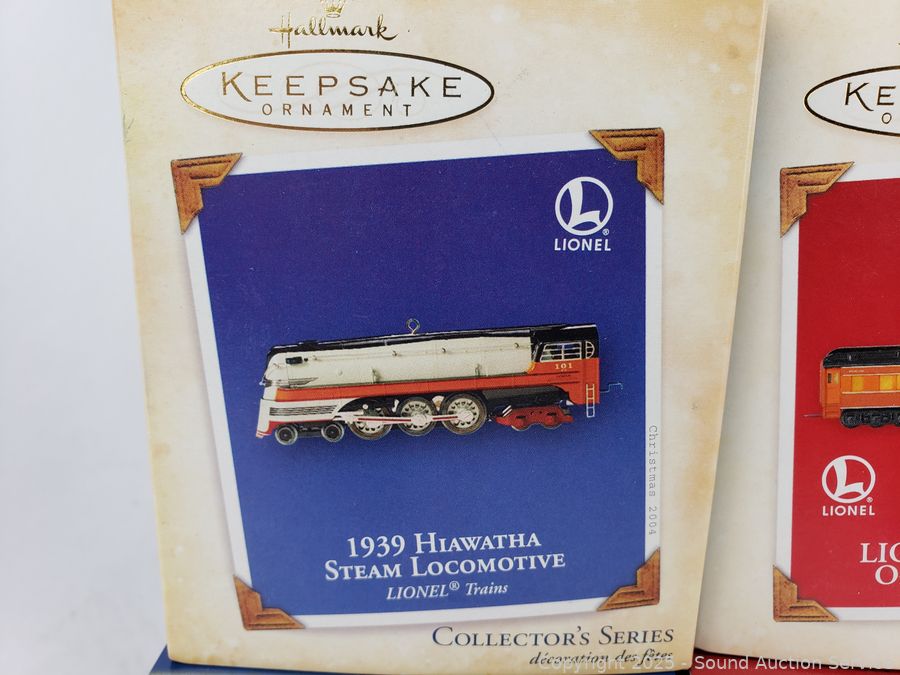 Hallmark
KEEPSAKE
ORNAMENT
L
®
LIONEL
101
Christmas 2004
1939 HIAWATHA
STEAM LOCOMOTIVE
LIONEL® Trains
COLLECTOR'S SERIES
décoration des fêtes
KE
O
L
®
LIONEL
LIO
O
Copyright 2025 - Sound Auction Service